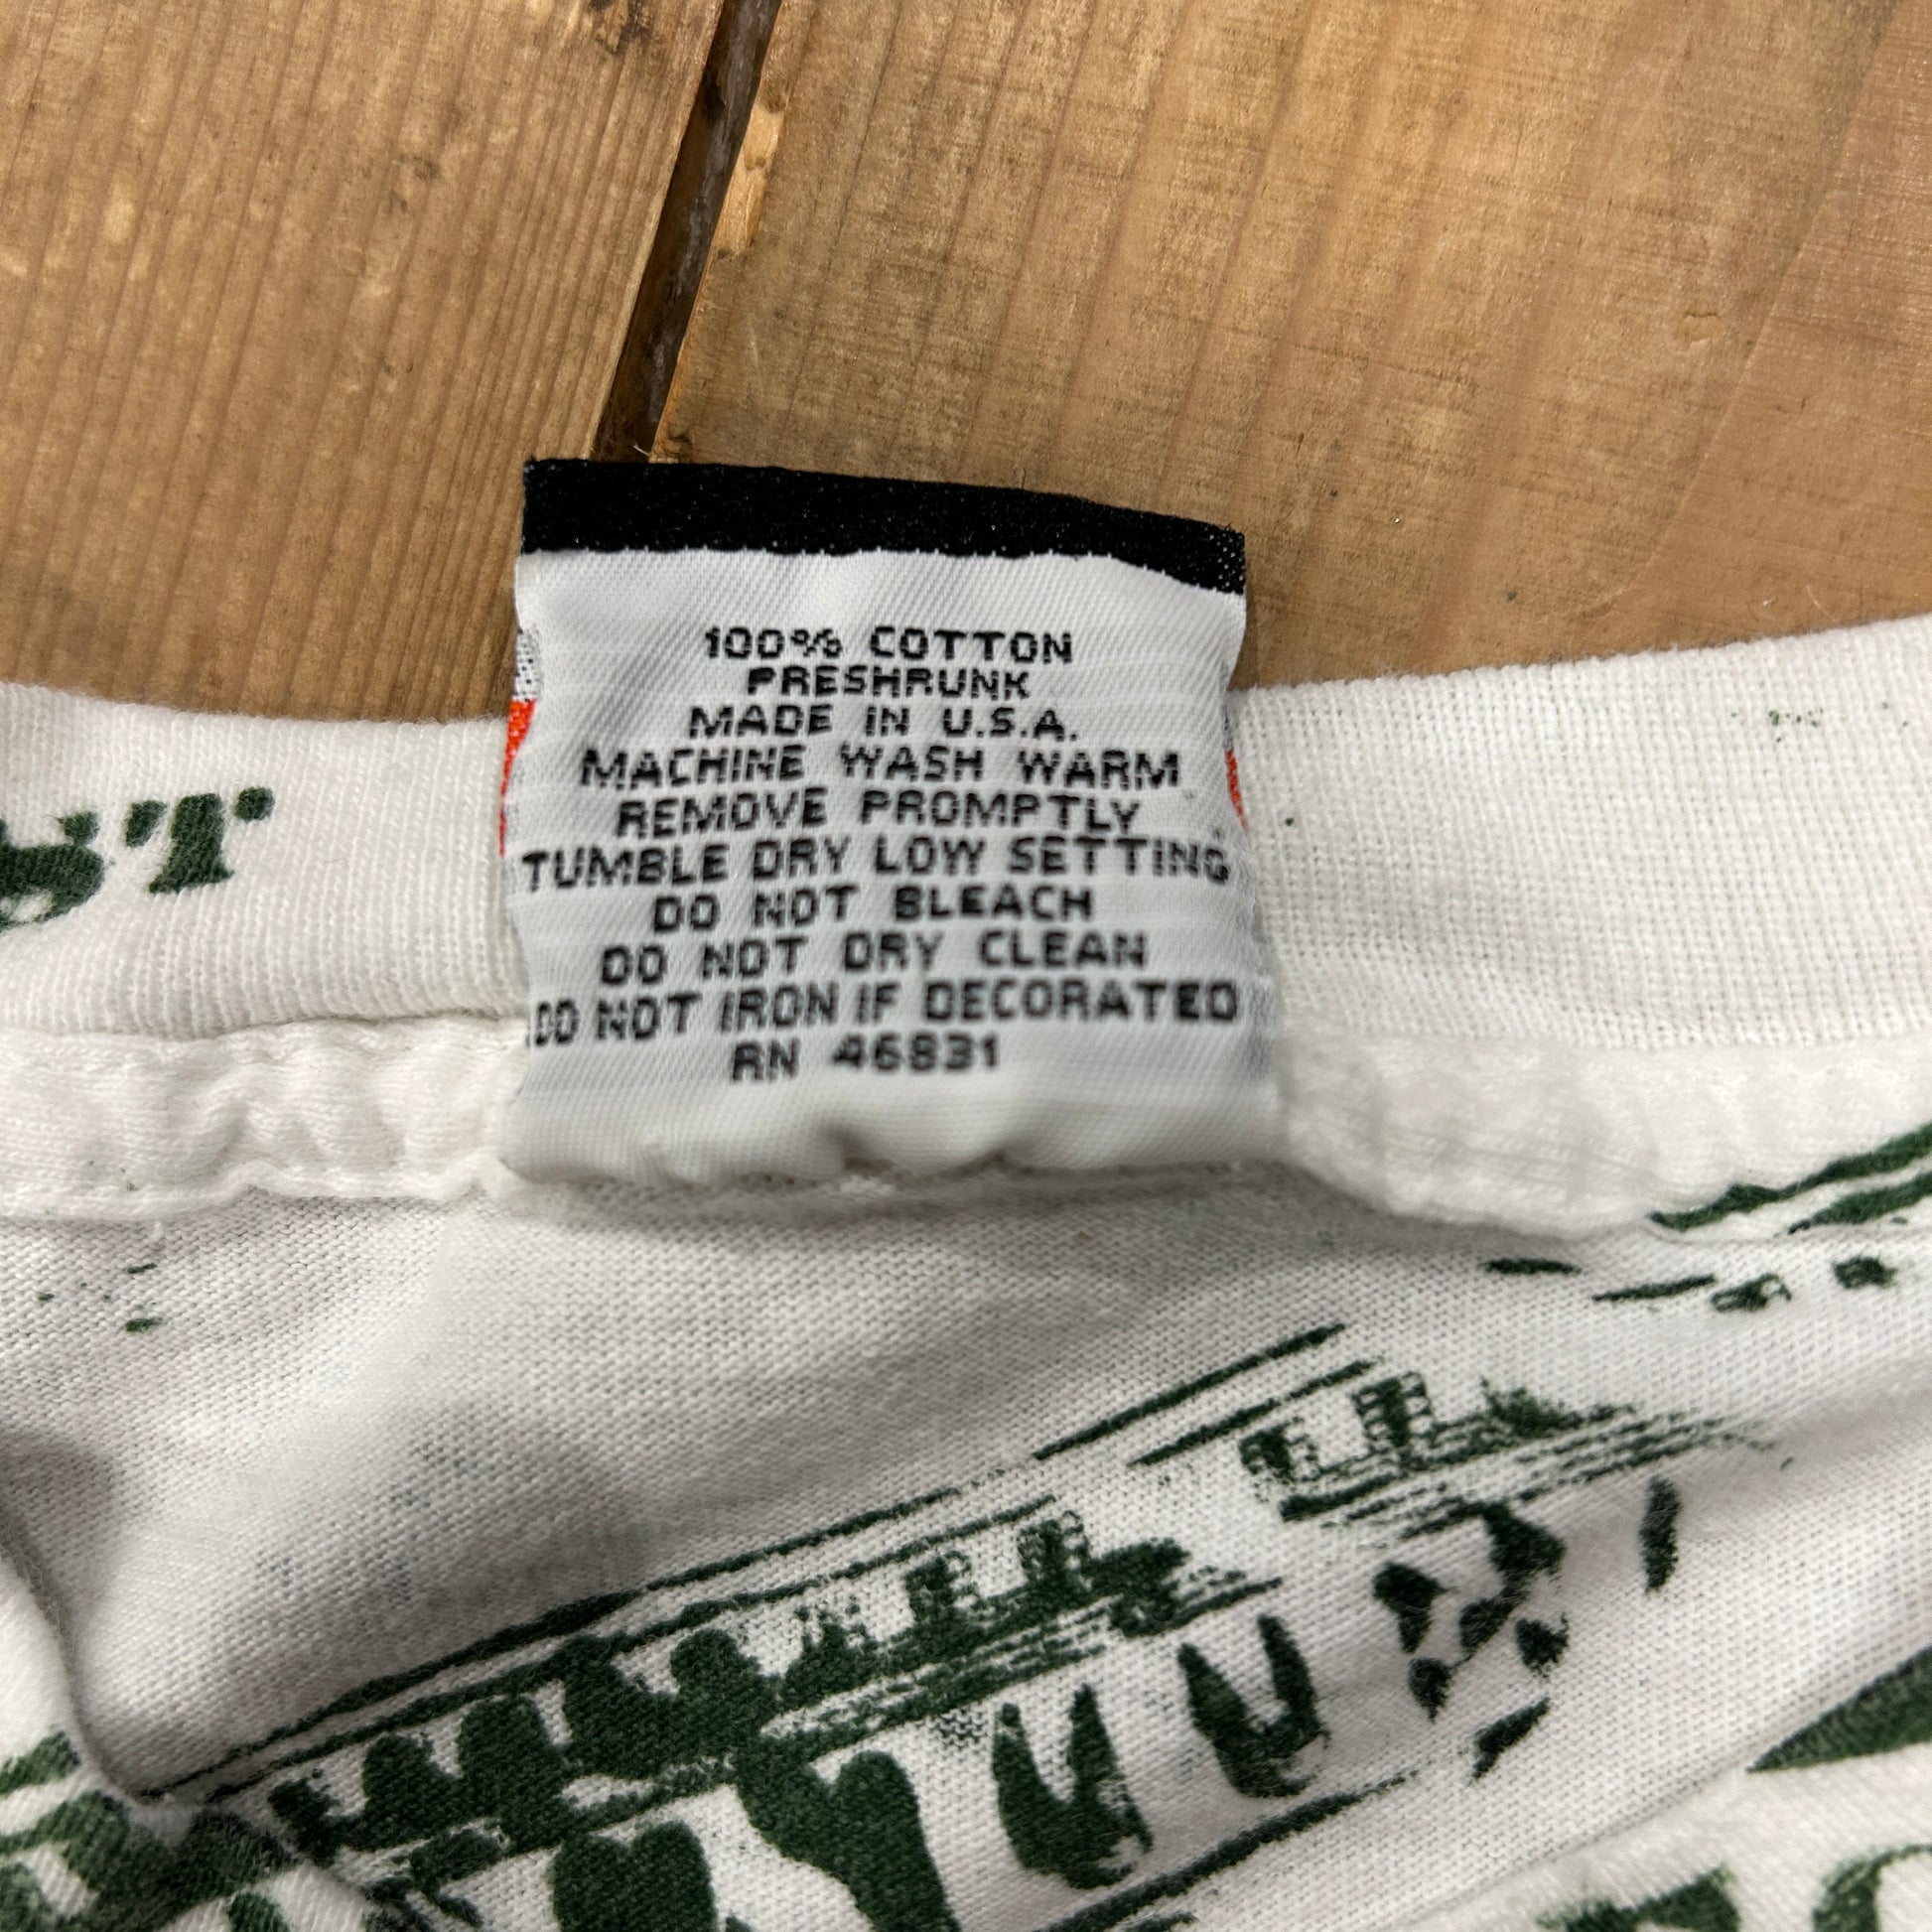 100% COTTON
PRESHRUNK
MADE IN U.S.A.
MACHINE WASH WARM
REMOVE PROMPTLY
TUMBLE DRY LOW SETTING
DO NOT BLEACH
DO NOT DRY CLEAN
DO NOT IRON IF DECORATED
RN 46831
ST